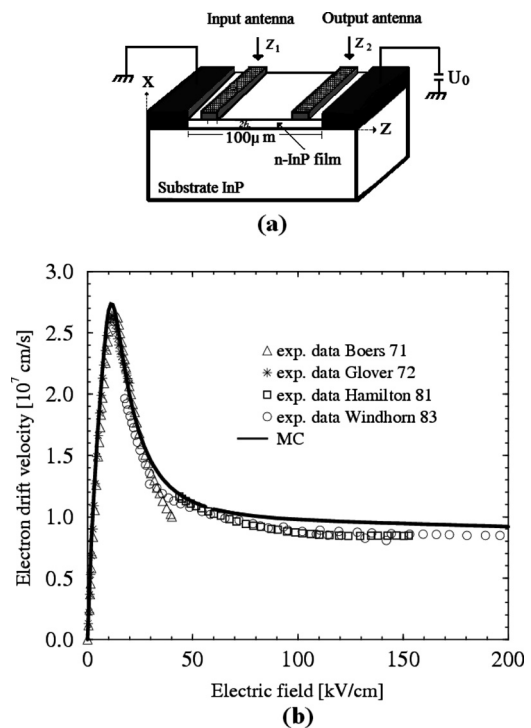 Input antenna Output antenna
Z1 Z2
X
U0
2h
100μ m
Z
n-InP film
Substrate InP
(a)
3.0
2.5
2.0
1.5
1.0
0.5
0.0
Electron drift velocity [10^7 cm/s]
exp. data Boers 71
exp. data Glover 72
exp. data Hamilton 81
exp. data Windhorn 83
MC
0 50 100 150 200
Electric field [kV/cm]
(b)